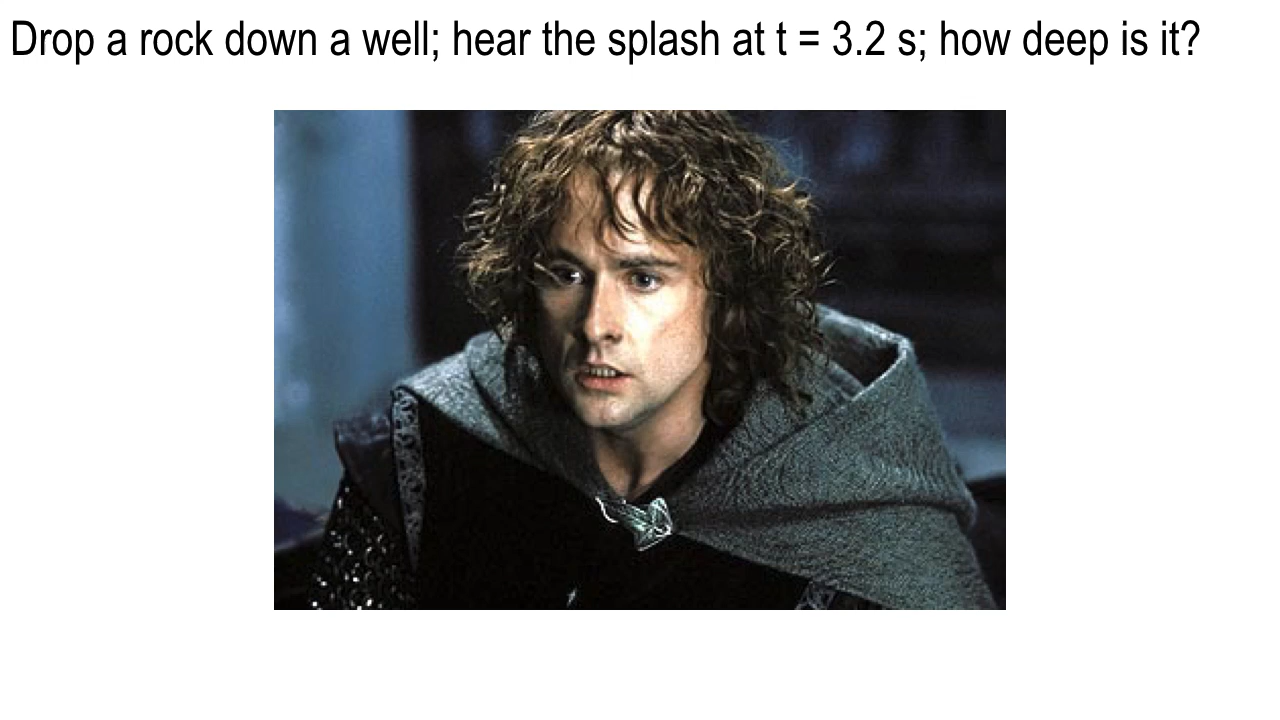 Drop a rock down a well; hear the splash at t = 3.2 s; how deep is it?